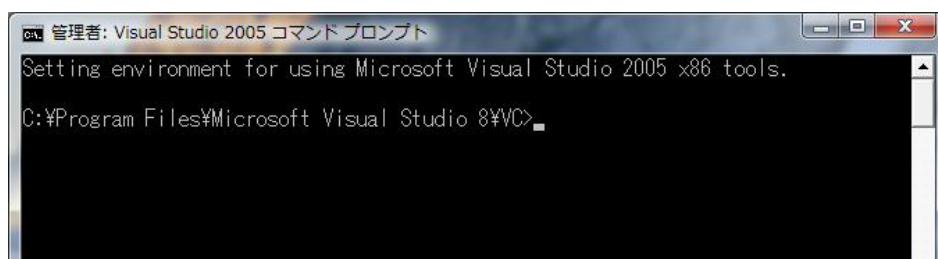 管理者: Visual Studio 2005 コマンド プロンプト
Setting environment for using Microsoft Visual Studio 2005 x86 tools.
C:¥Program Files¥Microsoft Visual Studio 8¥VC>